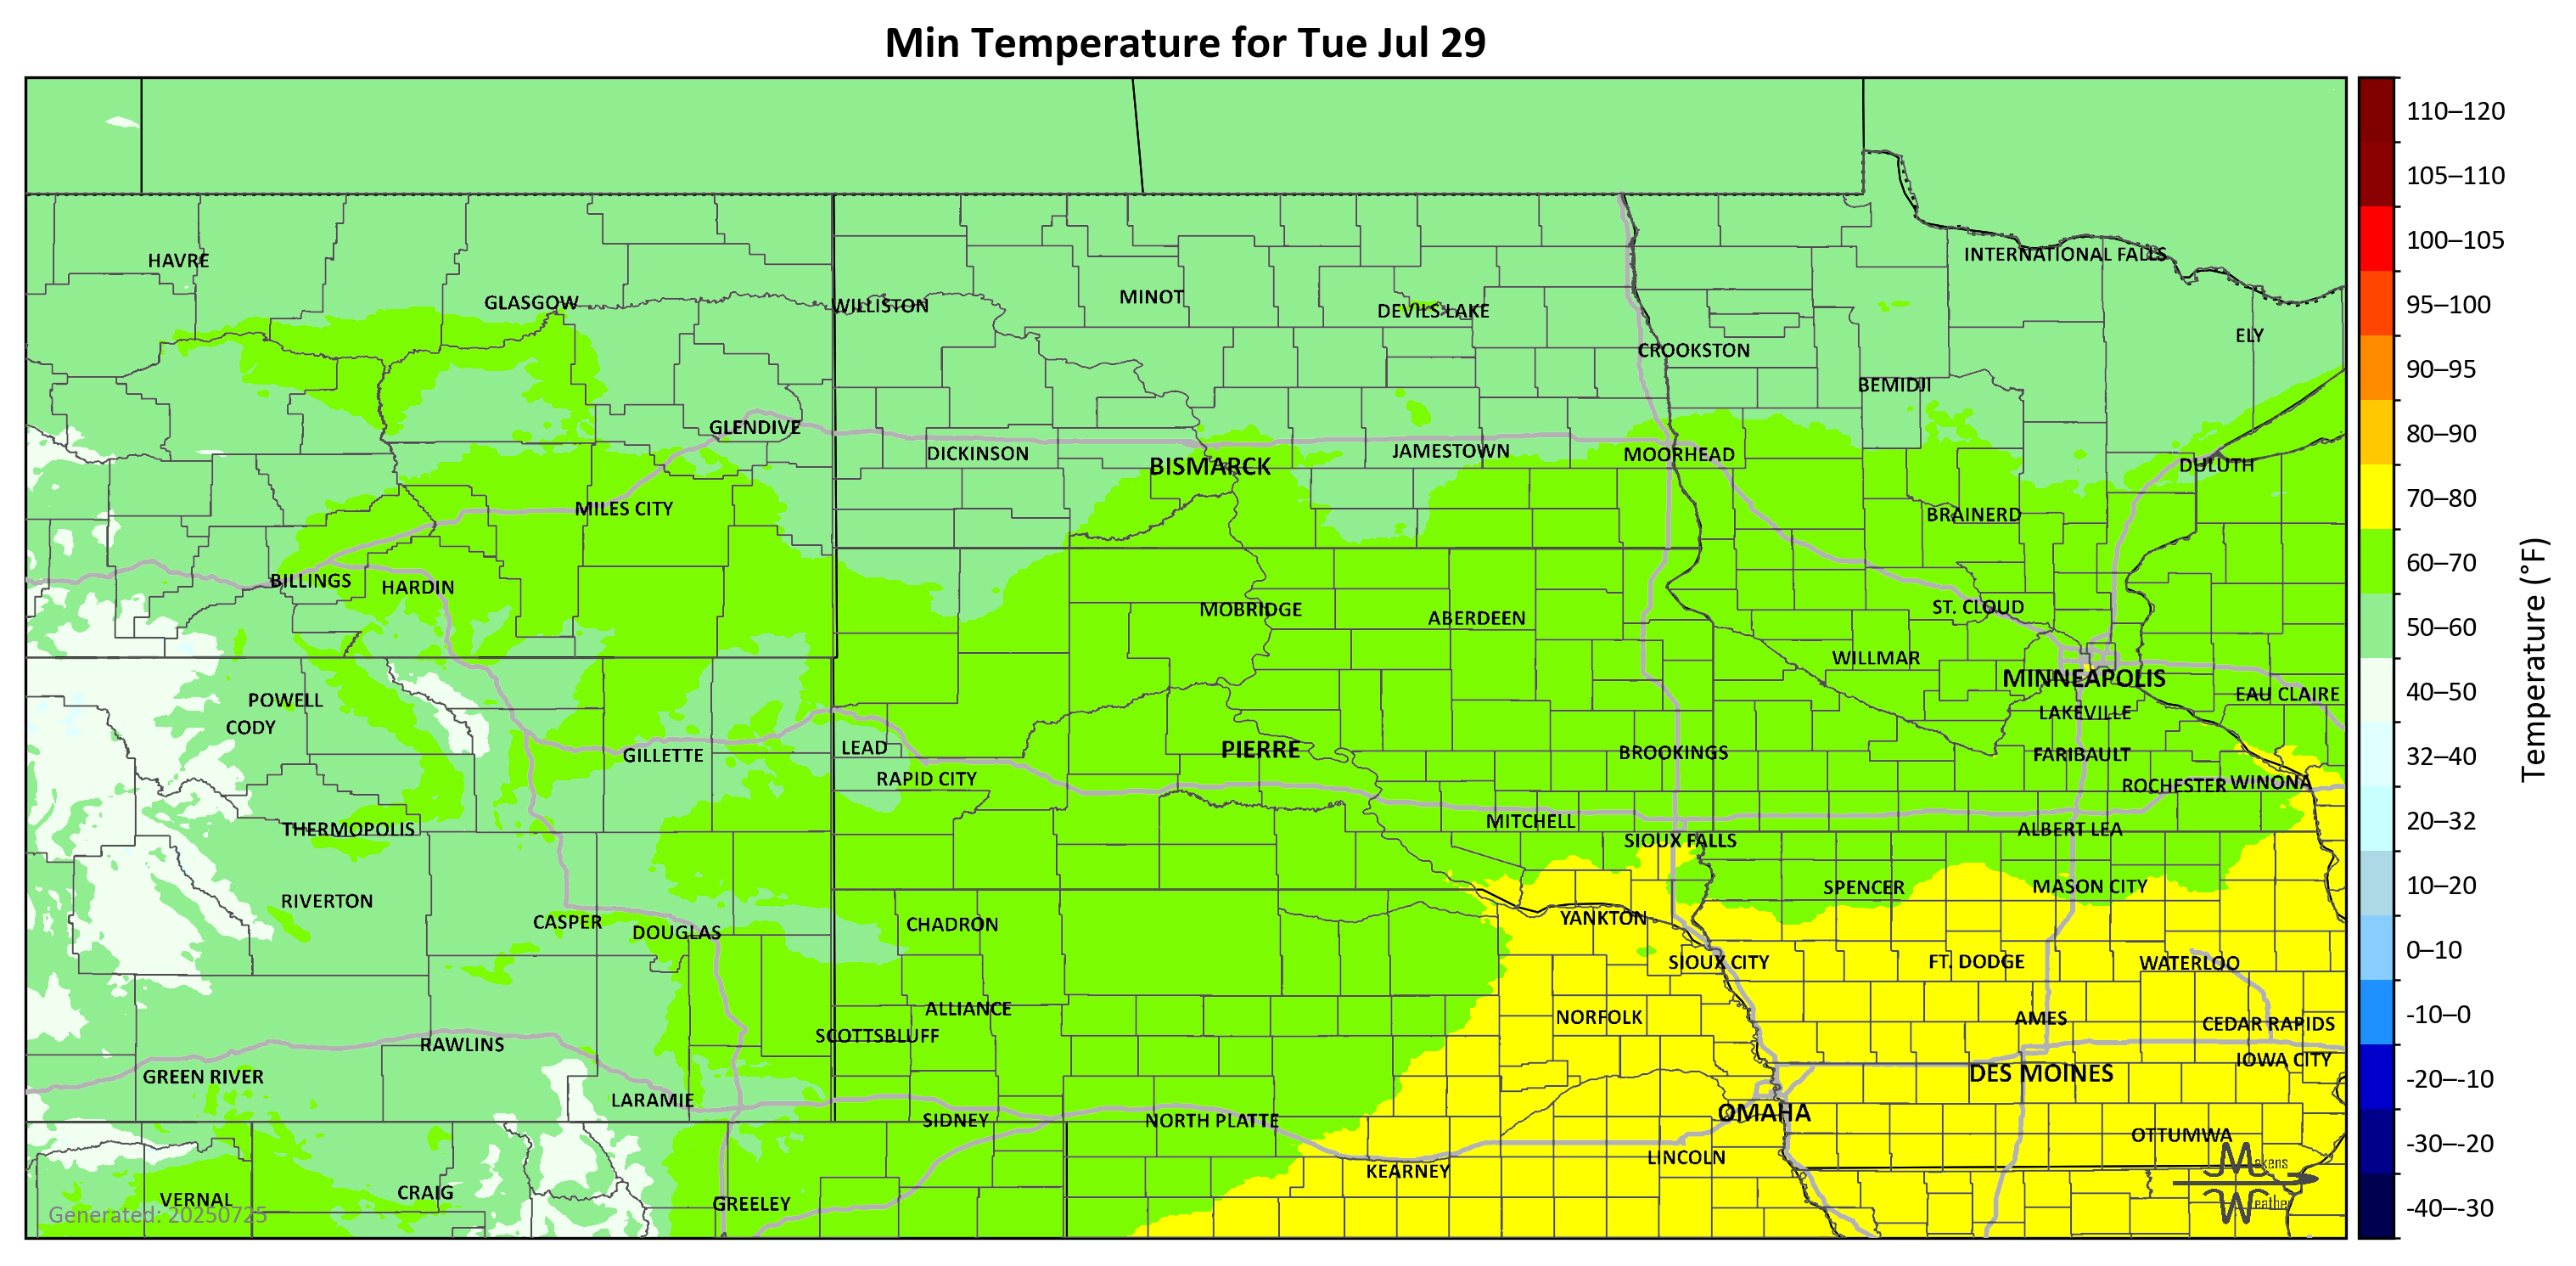 Min Temperature for Tue Jul 29
110–120
105–110
100–105
95–100
90–95
80–90
70–80
60–70
50–60
40–50
32–40
20–32
10–20
0–10
-10–0
-20–-10
-30–-20
-40–-30
Temperature (°F)
HAVRE
INTERNATIONAL FALLS
GLASGOW
WILLISTON
MINOT
DEVILS LAKE
ELY
CROOKSTON
BEMIDJI
GLENDIVE
DICKINSON
BISMARCK
JAMESTOWN
MOORHEAD
DULUTH
MILES CITY
BRAINERD
BILLINGS
HARDIN
MOBRIDGE
ABERDEEN
ST. CLOUD
WILLMAR
MINNEAPOLIS
EAU CLAIRE
POWELL
CODY
LAKEVILLE
GILLETTE
LEAD
PIERRE
BROOKINGS
FARIBAULT
RAPID CITY
ROCHESTER
WINONA
THERMOPOLIS
MITCHELL
SIOUX FALLS
ALBERT LEA
RIVERTON
SPENCER
MASON CITY
CASPER
DOUGLAS
CHADRON
YANKTON
SIOUX CITY
FT. DODGE
WATERLOO
ALLIANCE
NORFOLK
AMES
CEDAR RAPIDS
SCOTTSBLUFF
RAWLINS
IOWA CITY
GREEN RIVER
DES MOINES
LARAMIE
SIDNEY
NORTH PLATTE
OMAHA
OTTUMWA
LINCOLN
KEARNEY
VERNAL
CRAIG
GREELEY
Generated: 20250725
Makens
Weather